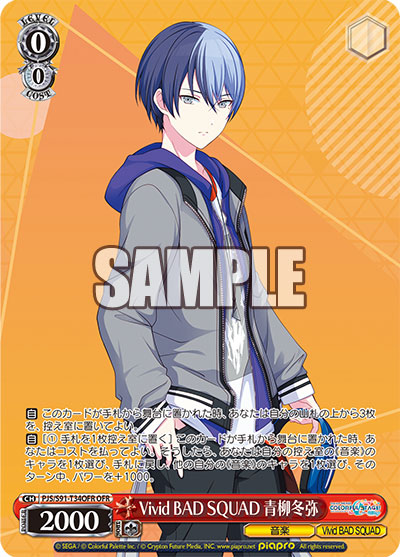 LEVEL
0
0
COST
SAMPLE
自 このカードが手札から舞台に置かれた時、あなたは自分の山札の上から3枚
を、控え室に置いてよい。
自 [① 手札を1枚控え室に置く] このカードが手札から舞台に置かれた時、あ
なたはコストを払ってよい。そうしたら、あなたは自分の控え室の《音楽》の
キャラを1枚選び、手札に戻し、他の自分の《音楽》のキャラを1枚選び、そのター
ン中、パワーを+1000。
CH PJS/S91-T34OFR OFR
POWER
2000
Vivid BAD SQUAD 青柳冬弥
COLORFUL STAGE!
音楽
Vivid BAD SQUAD
© SEGA / © Colorful Palette Inc. / © Crypton Future Media, INC. www.piapro.net piapro All rights reserved.